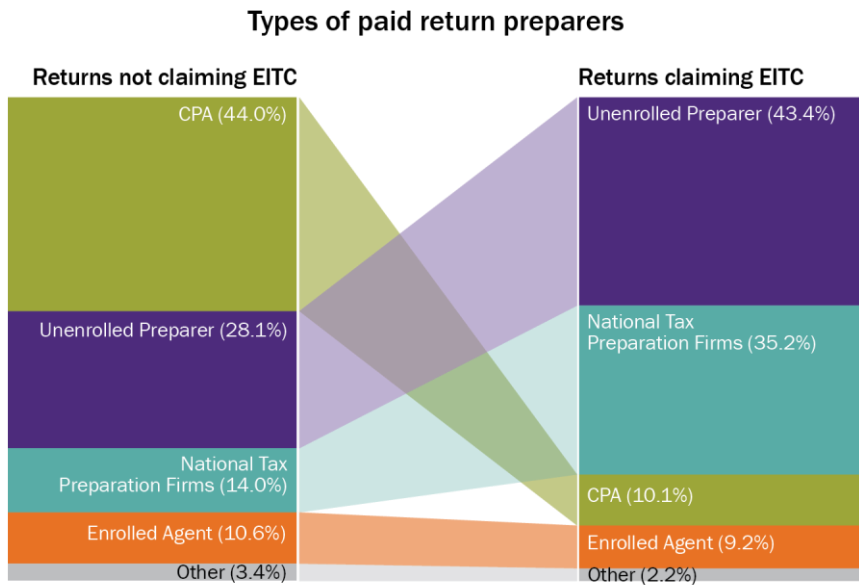 Types of paid return preparers
Returns not claiming EITC
CPA (44.0%)
Unenrolled Preparer (28.1%)
National Tax
Preparation Firms (14.0%)
Enrolled Agent (10.6%)
Other (3.4%)
Returns claiming EITC
Unenrolled Preparer (43.4%)
National Tax
Preparation Firms (35.2%)
CPA (10.1%)
Enrolled Agent (9.2%)
Other (2.2%)